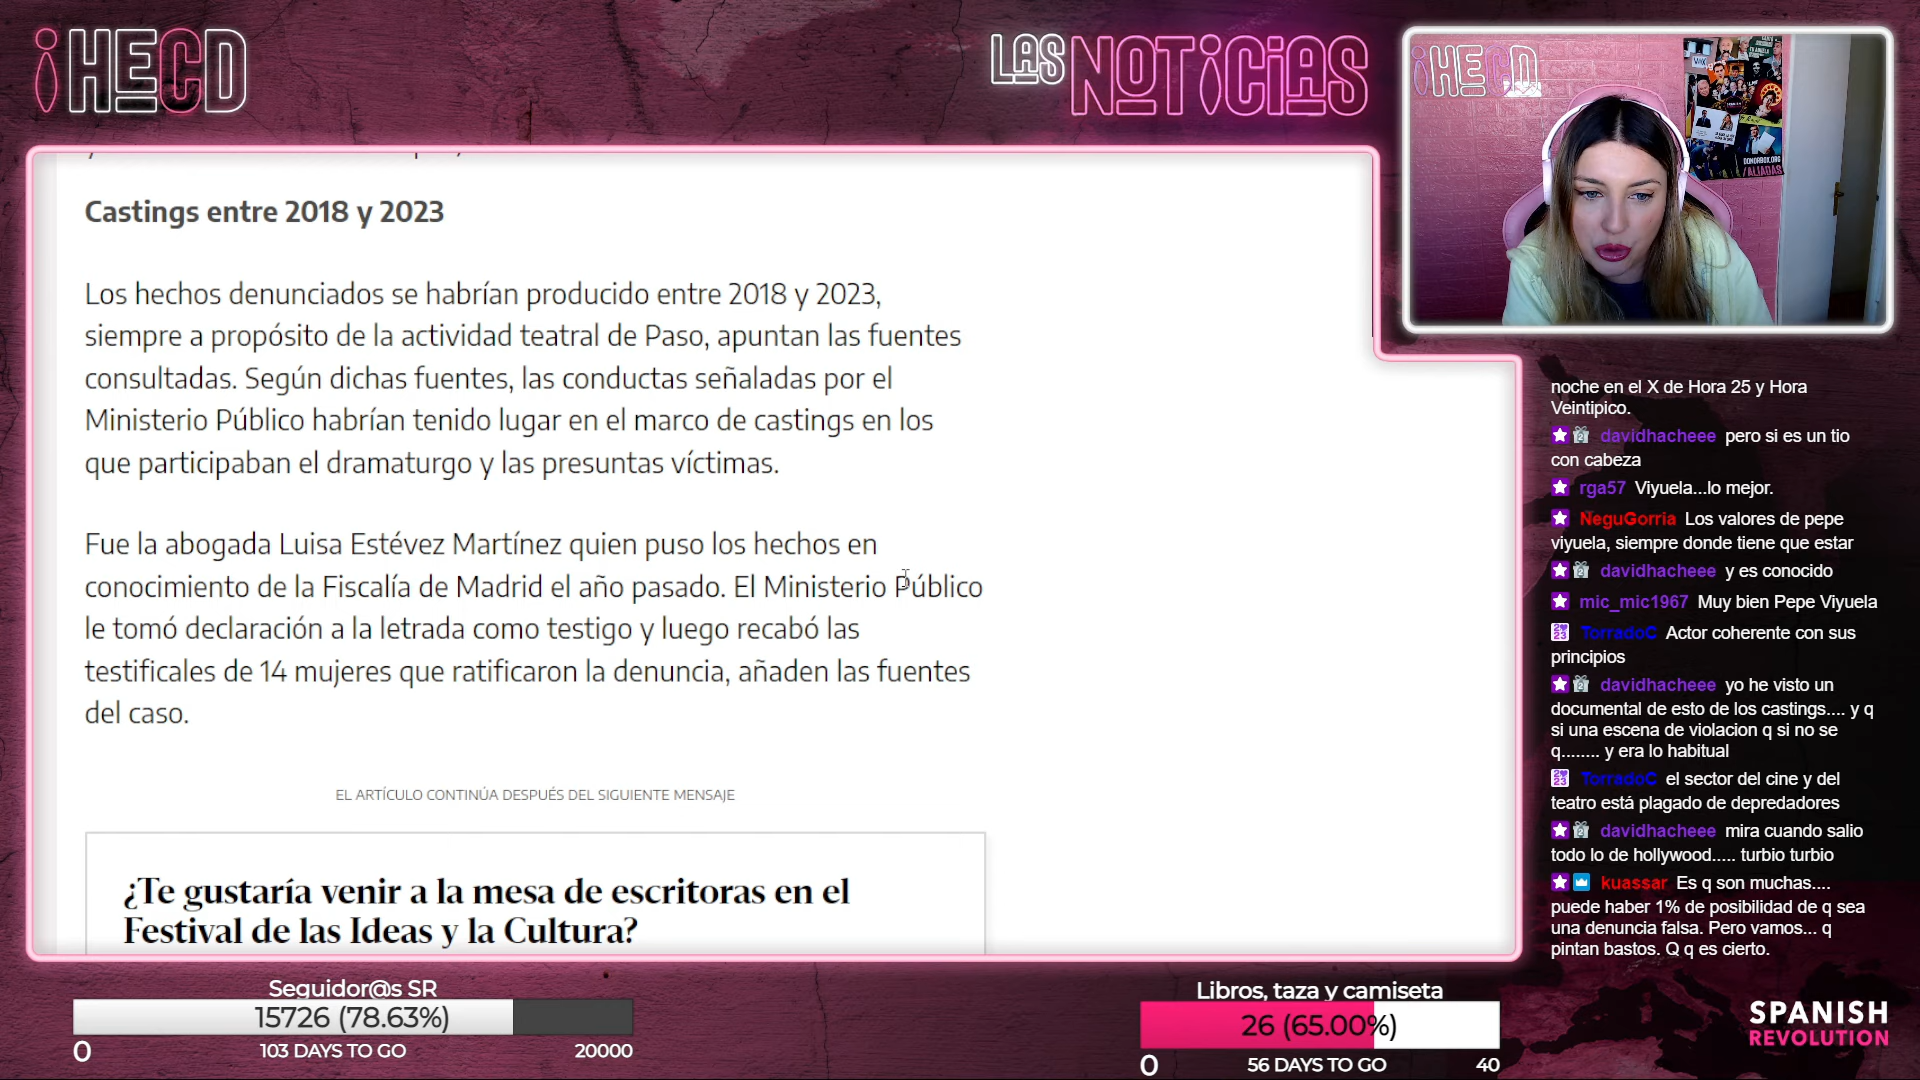 ¡HECD
LAS NOTICIAS
¡HECD
DONORBOX.ORG
/ALIADAS
Castings entre 2018 y 2023
Los hechos denunciados se habrían producido entre 2018 y 2023,
siempre a propósito de la actividad teatral de Paso, apuntan las fuentes
consultadas. Según dichas fuentes, las conductas señaladas por el
Ministerio Público habrían tenido lugar en el marco de castings en los
que participaban el dramaturgo y las presuntas víctimas.
Fue la abogada Luisa Estévez Martínez quien puso los hechos en
conocimiento de la Fiscalía de Madrid el año pasado. El Ministerio Público
le tomó declaración a la letrada como testigo y luego recabó las
testificales de 14 mujeres que ratificaron la denuncia, añaden las fuentes
del caso.
EL ARTÍCULO CONTINÚA DESPUÉS DEL SIGUIENTE MENSAJE
¿Te gustaría venir a la mesa de escritoras en el
Festival de las Ideas y la Cultura?
noche en el X de Hora 25 y Hora
Veintipico.
davidhacheee pero si es un tio
con cabeza
rga57 Viyuela...lo mejor.
NeguGorria Los valores de pepe
viyuela, siempre donde tiene que estar
davidhacheee y es conocido
mic_mic1967 Muy bien Pepe Viyuela
TorradoC Actor coherente con sus
principios
davidhacheee yo he visto un
documental de esto de los castings.... y q
si una escena de violacion q si no se
q........ y era lo habitual
TorradoC el sector del cine y del
teatro está plagado de depredadores
davidhacheee mira cuando salio
todo lo de hollywood..... turbio turbio
kuassar Es q son muchas....
puede haber 1% de posibilidad de q sea
una denuncia falsa. Pero vamos... q
pintan bastos. Q q es cierto.
Seguidor@s SR
15726 (78.63%)
0 103 DAYS TO GO 20000
Libros, taza y camiseta
26 (65.00%)
0 56 DAYS TO GO 40
SPANISH
REVOLUTION